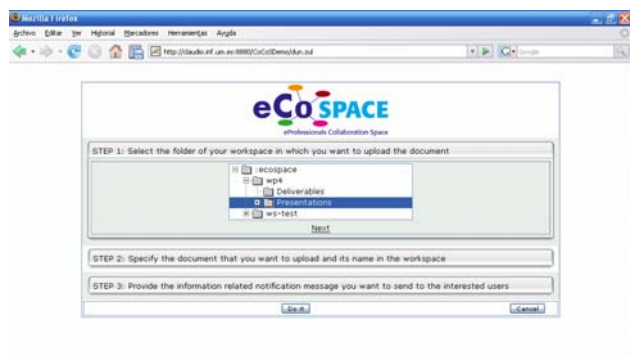 Mozilla Firefox
Archivo Editar Ver Historial Marcadores Herramientas Ayuda
eCoSPACE
eProfessionals Collaboration Space
STEP 1: Select the folder of your workspace in which you want to upload the document
:ecospace
wp4
Deliverables
Presentations
ws-test
Next
STEP 2: Specify the document that you want to upload and its name in the workspace
STEP 3: Provide the information related notification message you want to send to the interested users
Do it
Cancel